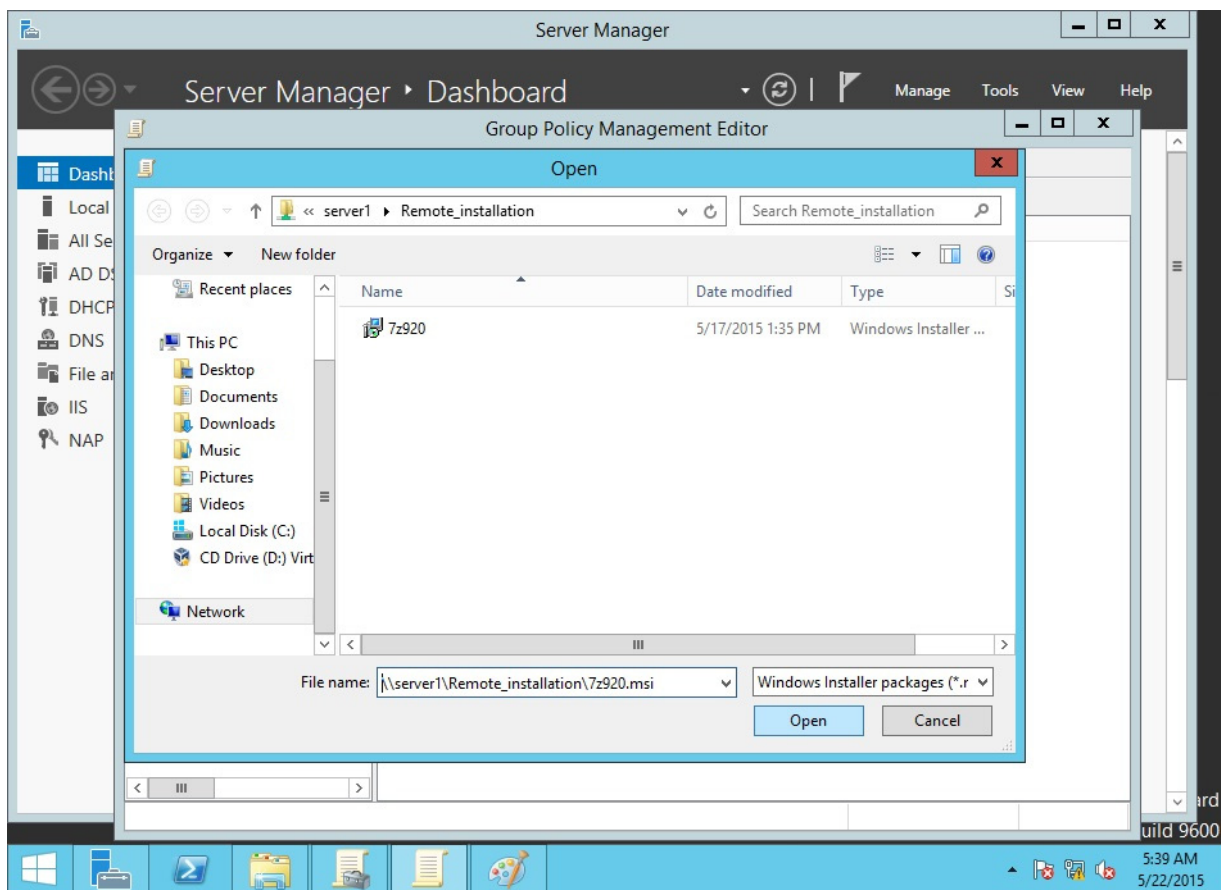 Server Manager
Server Manager ‣ Dashboard
Manage Tools View Help
Group Policy Management Editor
Open
« server1 ▸ Remote_installation
Search Remote_installation
Organize
New folder
Name Date modified Type Si
7z920 5/17/2015 1:35 PM Windows Installer ...
Recent places
This PC
Desktop
Documents
Downloads
Music
Pictures
Videos
Local Disk (C:)
CD Drive (D:) Virt
Network
Dashb
Local
All Se
AD DS
DHCP
DNS
File an
IIS
NAP
File name: \\server1\Remote_installation\7z920.msi
Windows Installer packages (*.r
Open Cancel
ard
uild 9600
5:39 AM
5/22/2015